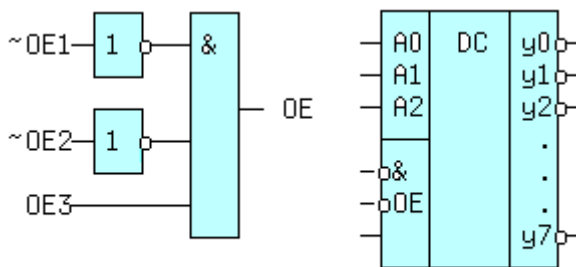 ~OE1 1 & A0 DC y0
A1 y1
A2 y2
OE
~OE2 1 .
& .
OE3 OE .
y7